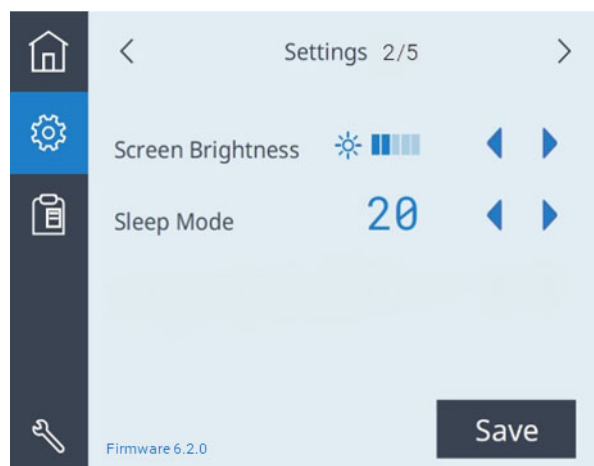 Settings 2/5
Screen Brightness
Sleep Mode 20
Firmware 6.2.0
Save